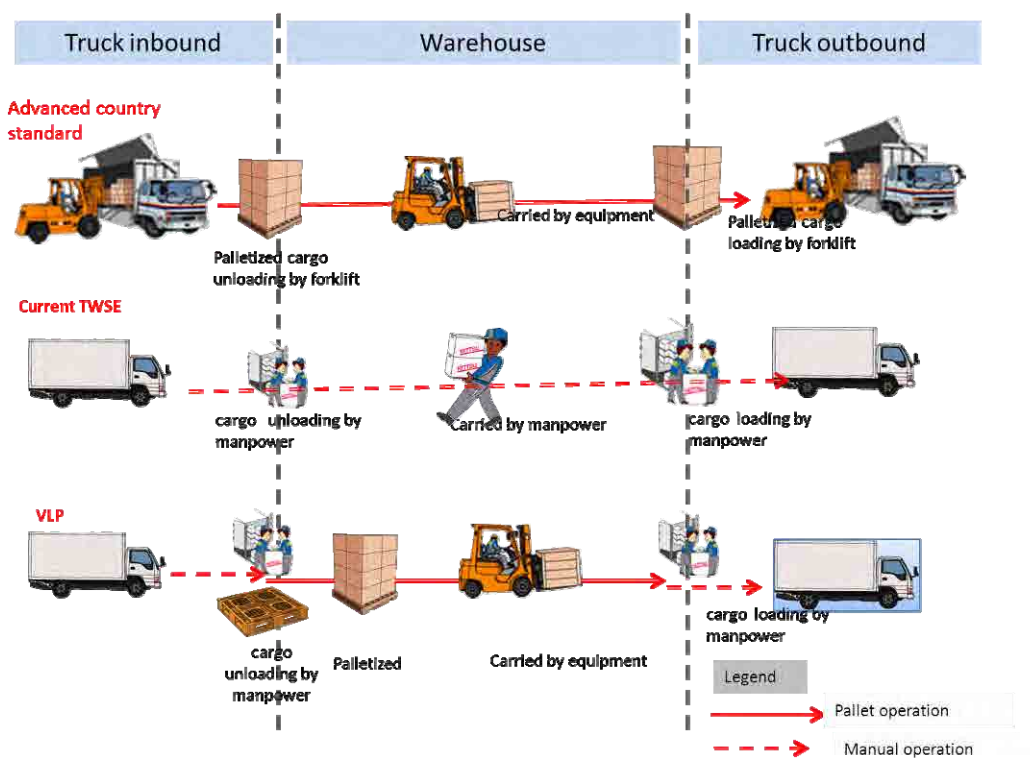 Truck inbound
Warehouse
Truck outbound
Advanced country
standard
Carried by equipment
Palletized cargo
loading by forklift
Palletized cargo
unloading by forklift
Current TWSE
cargo unloading by
manpower
Carried by manpower
cargo loading by
manpower
VLP
cargo
unloading by
manpower
Palletized
Carried by equipment
cargo loading by
manpower
Legend
Pallet operation
Manual operation